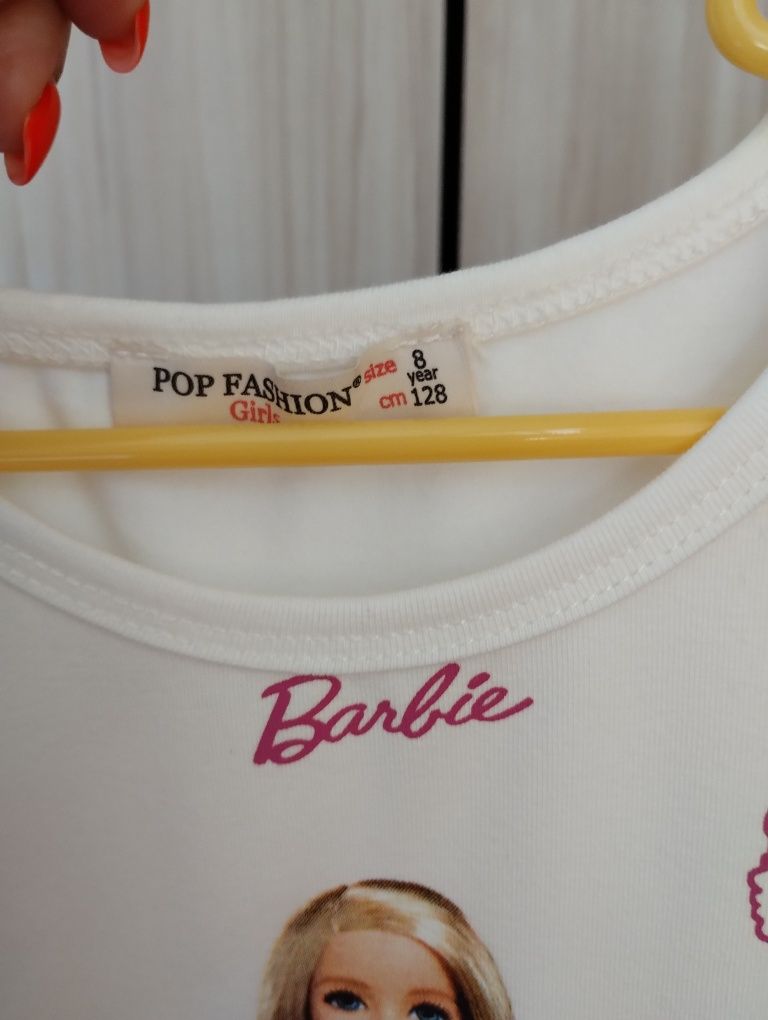 POP FASHION®
Girls
size 8
year
cm 128
Barbie